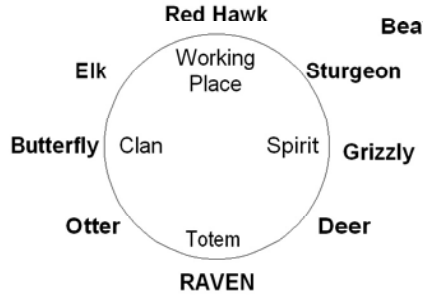 Red Hawk
Bea
Elk
Working
Place
Sturgeon
Butterfly
Clan
Spirit
Grizzly
Otter
Totem
Deer
RAVEN